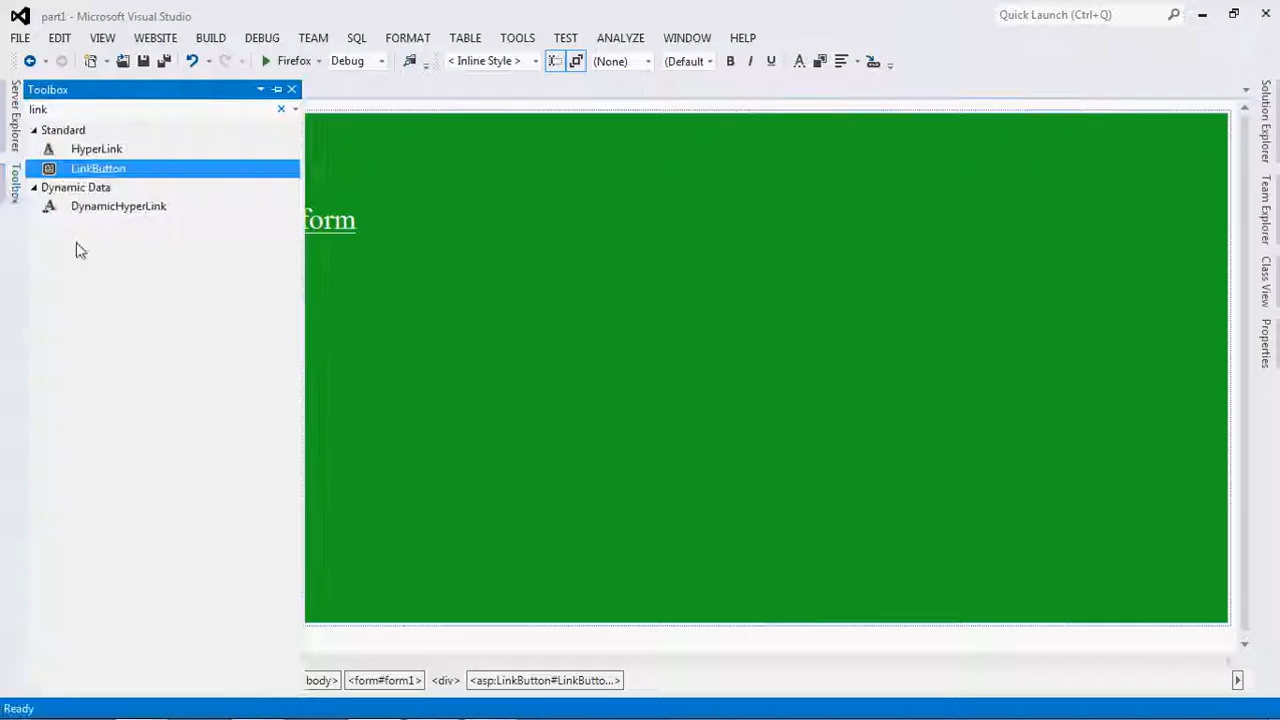 part1 - Microsoft Visual Studio
Quick Launch (Ctrl+Q)
FILE EDIT VIEW WEBSITE BUILD DEBUG TEAM SQL FORMAT TABLE TOOLS TEST ANALYZE WINDOW HELP
Firefox Debug < Inline Style > (None) (Default B I U A
Toolbox
link
Standard
HyperLink
LinkButton
Dynamic Data
DynamicHyperLink
form
Server Explorer
Toolbox
Solution Explorer
Team Explorer
Class View
Properties
body> <form#form1> <div> <asp:LinkButton#LinkButto...>
Ready